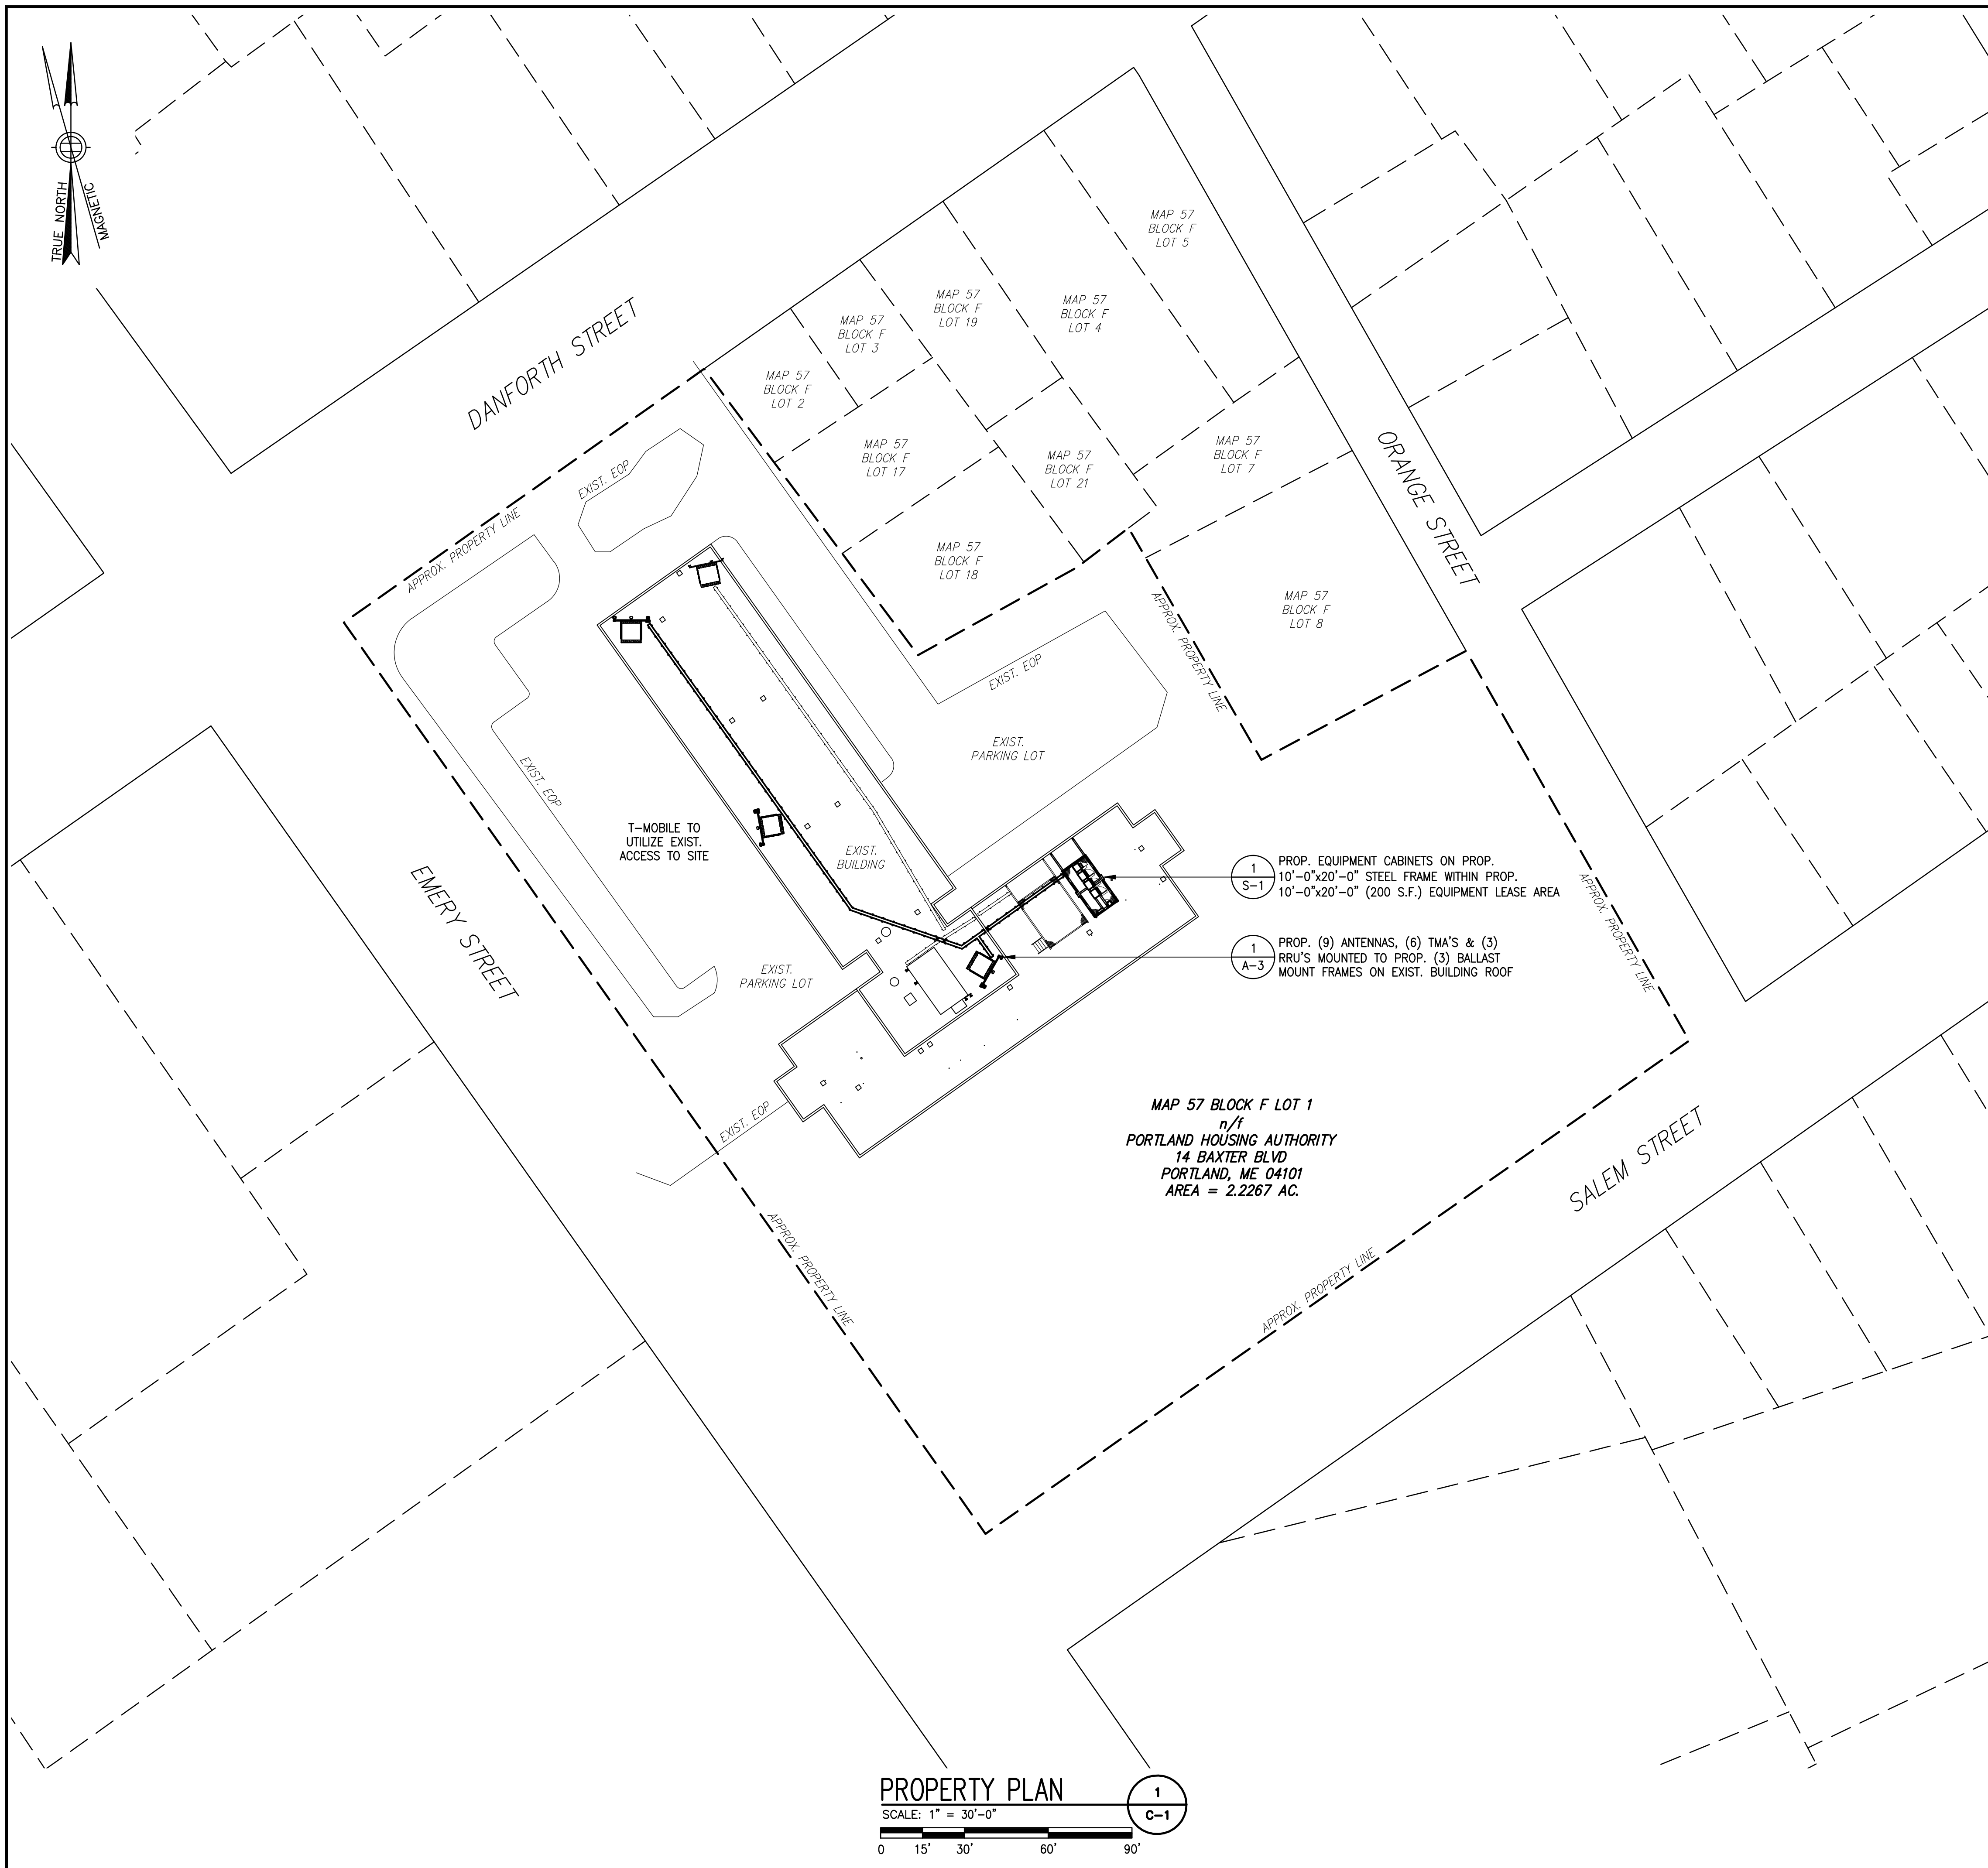 TRUE NORTH
MAGNETIC
DANFORTH STREET
MAP 57
BLOCK F
LOT 5
MAP 57
BLOCK F
LOT 19
MAP 57
BLOCK F
LOT 4
MAP 57
BLOCK F
LOT 3
MAP 57
BLOCK F
LOT 2
MAP 57
BLOCK F
LOT 17
MAP 57
BLOCK F
LOT 21
MAP 57
BLOCK F
LOT 7
ORANGE STREET
EXIST. EOP
APPROX. PROPERTY LINE
MAP 57
BLOCK F
LOT 18
MAP 57
BLOCK F
LOT 8
APPROX. PROPERTY LINE
EXIST. EOP
EXIST.
PARKING LOT
EXIST. EOP
T-MOBILE TO
UTILIZE EXIST.
ACCESS TO SITE
EXIST.
BUILDING
EMERY STREET
1
S-1
PROP. EQUIPMENT CABINETS ON PROP.
10'-0"x20'-0" STEEL FRAME WITHIN PROP.
10'-0"x20'-0" (200 S.F.) EQUIPMENT LEASE AREA
APPROX. PROPERTY LINE
1
A-3
PROP. (9) ANTENNAS, (6) TMA'S & (3)
RRU'S MOUNTED TO PROP. (3) BALLAST
MOUNT FRAMES ON EXIST. BUILDING ROOF
EXIST.
PARKING LOT
EXIST. EOP
MAP 57 BLOCK F LOT 1
n/f
PORTLAND HOUSING AUTHORITY
14 BAXTER BLVD
PORTLAND, ME 04101
AREA = 2.2267 AC.
SALEM STREET
APPROX. PROPERTY LINE
APPROX. PROPERTY LINE
PROPERTY PLAN
SCALE: 1" = 30'-0"
1
C-1
0 15' 30' 60' 90'